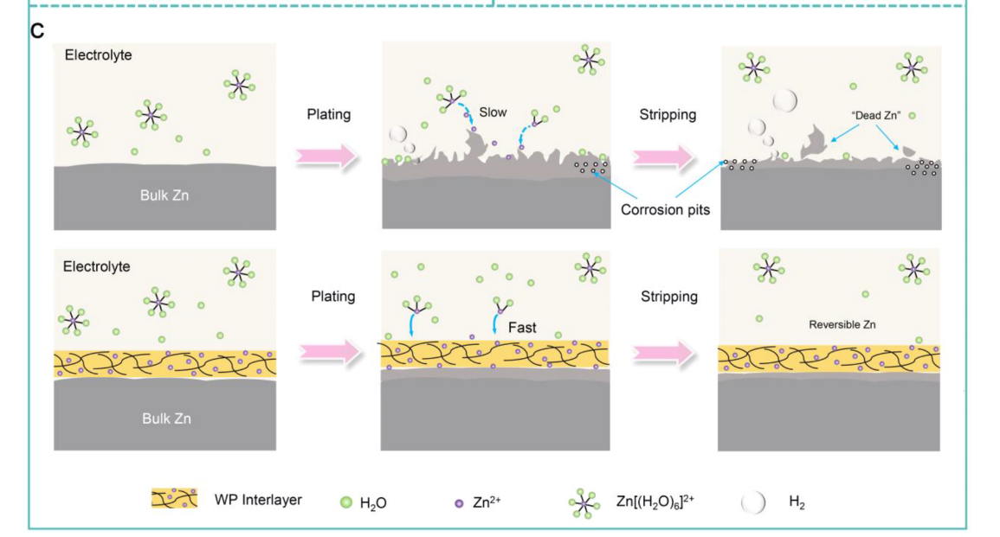 C
Electrolyte
Plating
Slow
Stripping
“Dead Zn”
Bulk Zn
Corrosion pits
Electrolyte
Plating
Fast
Stripping
Reversible Zn
Bulk Zn
WP Interlayer
H₂O
Zn²⁺
Zn[(H₂O)₆]²⁺
H₂